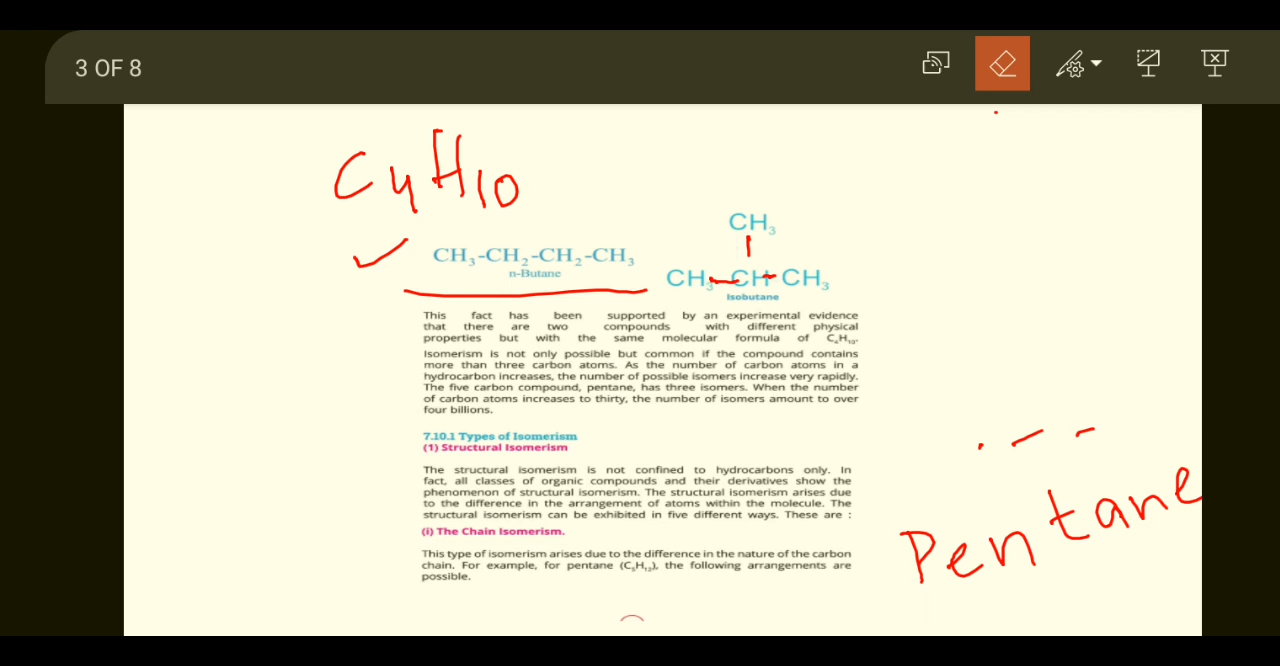 3 OF 8
C4H10
CH3
CH3-CH2-CH2-CH3
n-Butane
CH3-CH-CH3
Isobutane
This fact has been supported by an experimental evidence
that there are two compounds with different physical
properties but with the same molecular formula of C4H10.
Isomerism is not only possible but common if the compound contains
more than three carbon atoms. As the number of carbon atoms in a
hydrocarbon increases, the number of possible isomers increase very rapidly.
The five carbon compound, pentane, has three isomers. When the number
of carbon atoms increases to thirty, the number of isomers amount to over
four billions.
7.10.1 Types of Isomerism
(1) Structural Isomerism
The structural isomerism is not confined to hydrocarbons only. In
fact, all classes of organic compounds and their derivatives show the
phenomenon of structural isomerism. The structural isomerism arises due
to the difference in the arrangement of atoms within the molecule. The
structural isomerism can be exhibited in five different ways. These are :
(i) The Chain Isomerism.
This type of isomerism arises due to the difference in the nature of the carbon
chain. For example, for pentane (C5H12), the following arrangements are
possible.
Pentane